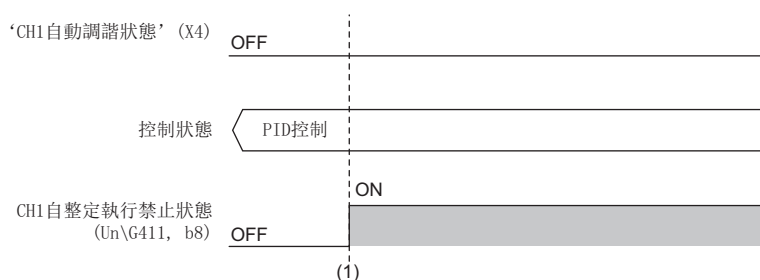 ‘CH1自動調諧狀態’(X4)
OFF
控制狀態
PID控制
ON
CH1自整定執行禁止狀態
(Un\G411, b8)
OFF
(1)